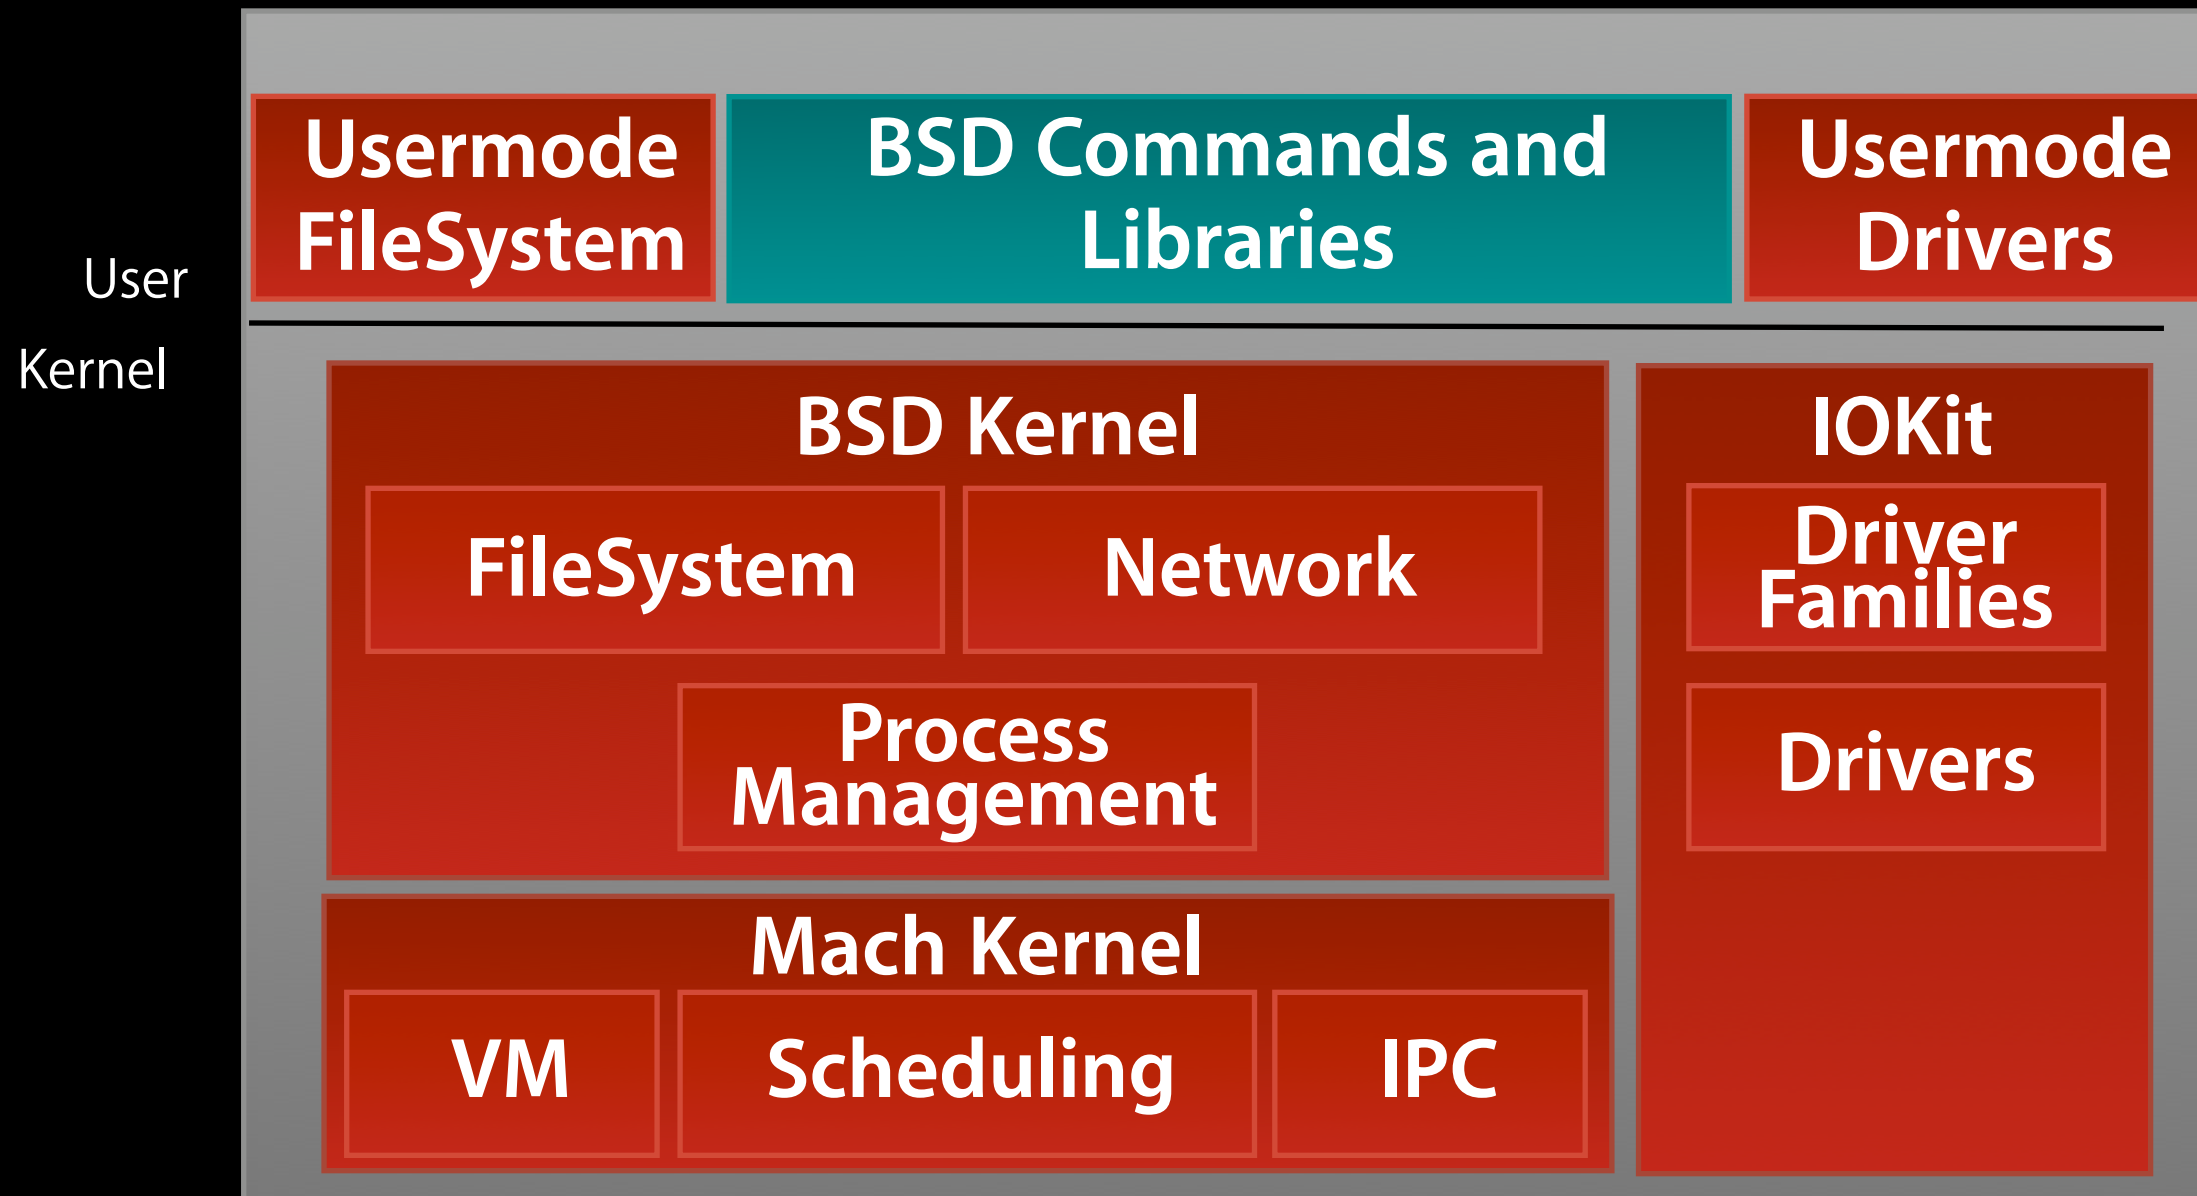 Usermode
FileSystem
BSD Commands and
Libraries
Usermode
Drivers
User
Kernel
BSD Kernel
FileSystem
Network
Process
Management
IOKit
Driver
Families
Drivers
Mach Kernel
VM
Scheduling
IPC